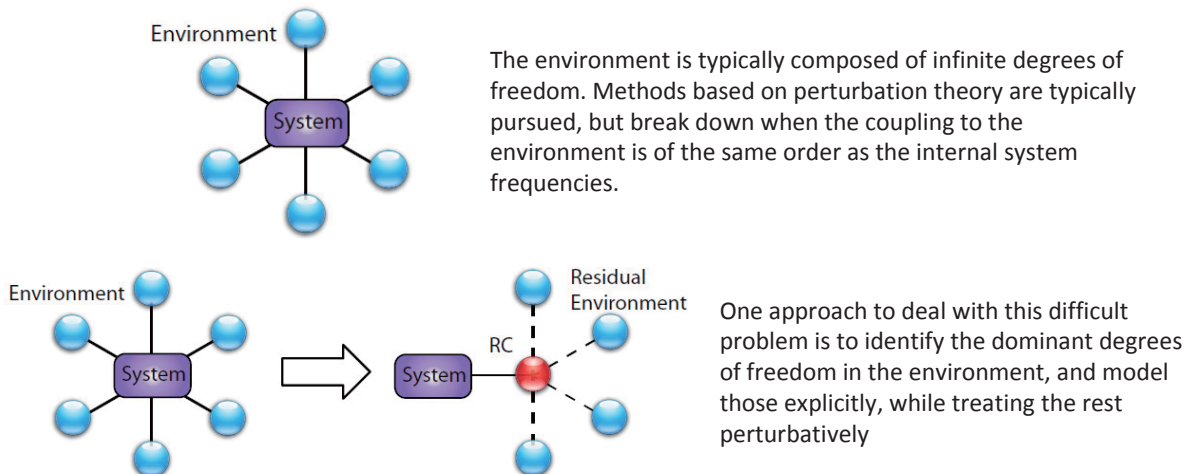 Environment
System
The environment is typically composed of infinite degrees of
freedom. Methods based on perturbation theory are typically
pursued, but break down when the coupling to the
environment is of the same order as the internal system
frequencies.
Environment
System
RC
System
Residual
Environment
One approach to deal with this difficult
problem is to identify the dominant degrees
of freedom in the environment, and model
those explicitly, while treating the rest
perturbatively